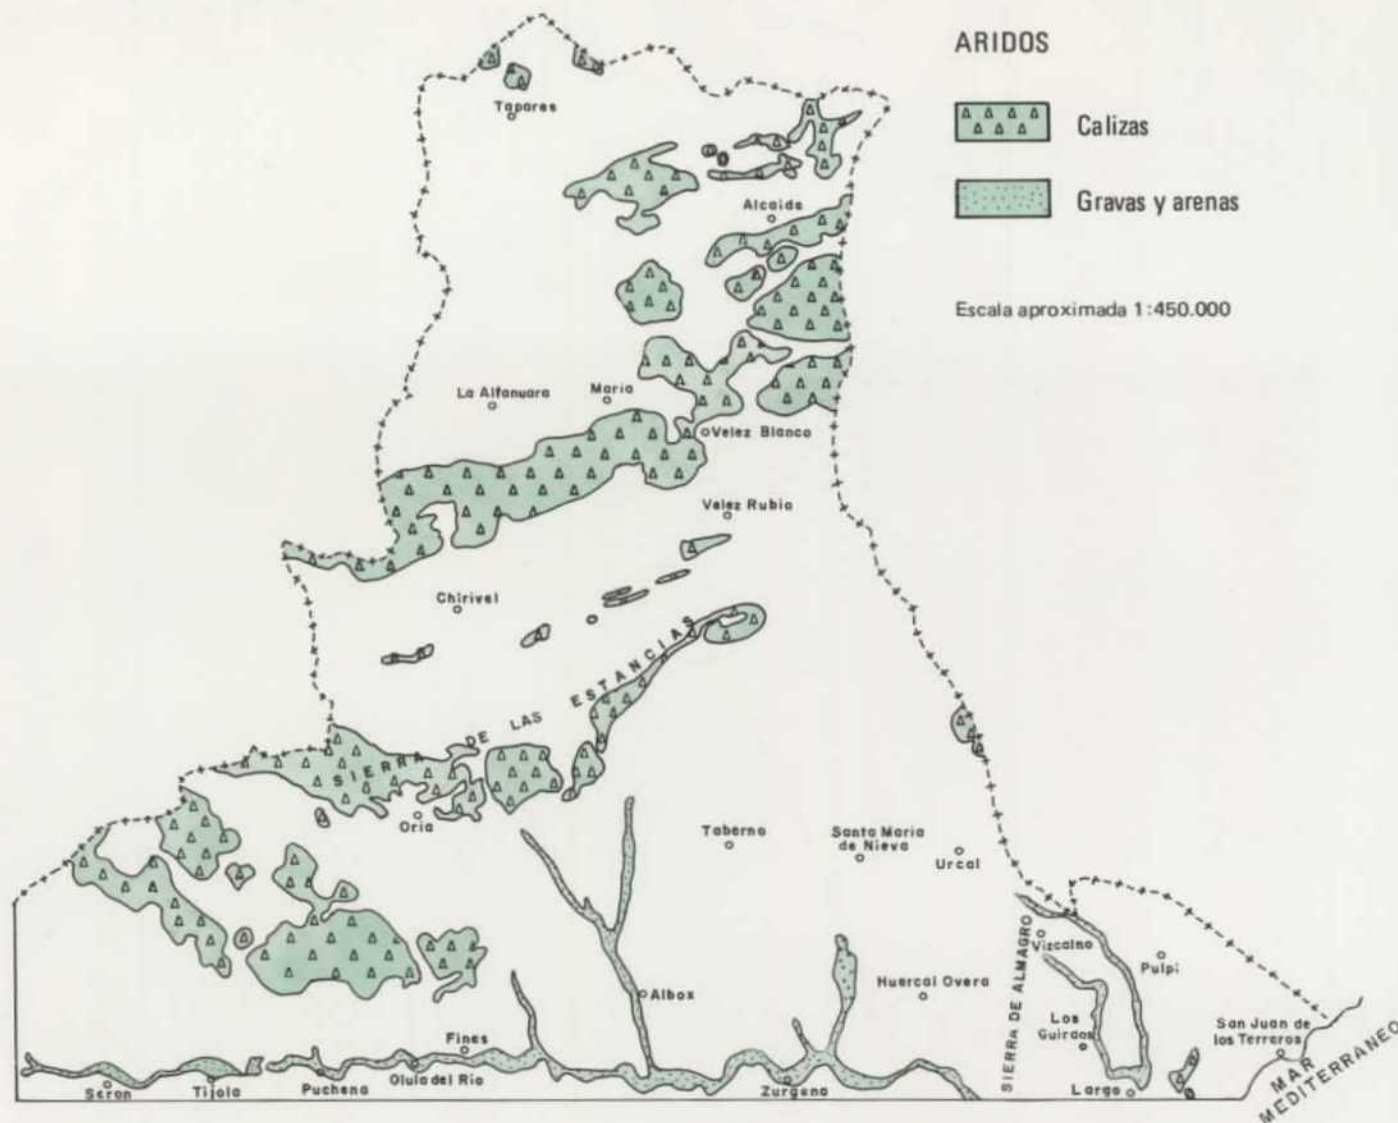 ARIDOS
Calizas
Gravas y arenas
Escala aproximada 1:450.000
Tapares
Alcaide
La Alfanuara
Maria
Velez Blanco
Velez Rubio
Chirivel
SIERRA DE LAS ESTANCIAS
Oria
Taberno
Santa Maria
de Nieva
Urcal
SIERRA DE ALMAGRO
Vizcaino
Pulpi
Huercal Overa
Albox
Los
Guiraos
San Juan de
los Terreros
Fines
Seron
Tijola
Puchena
Olula del Rio
Zurgena
Largo
MAR
MEDITERRANEO